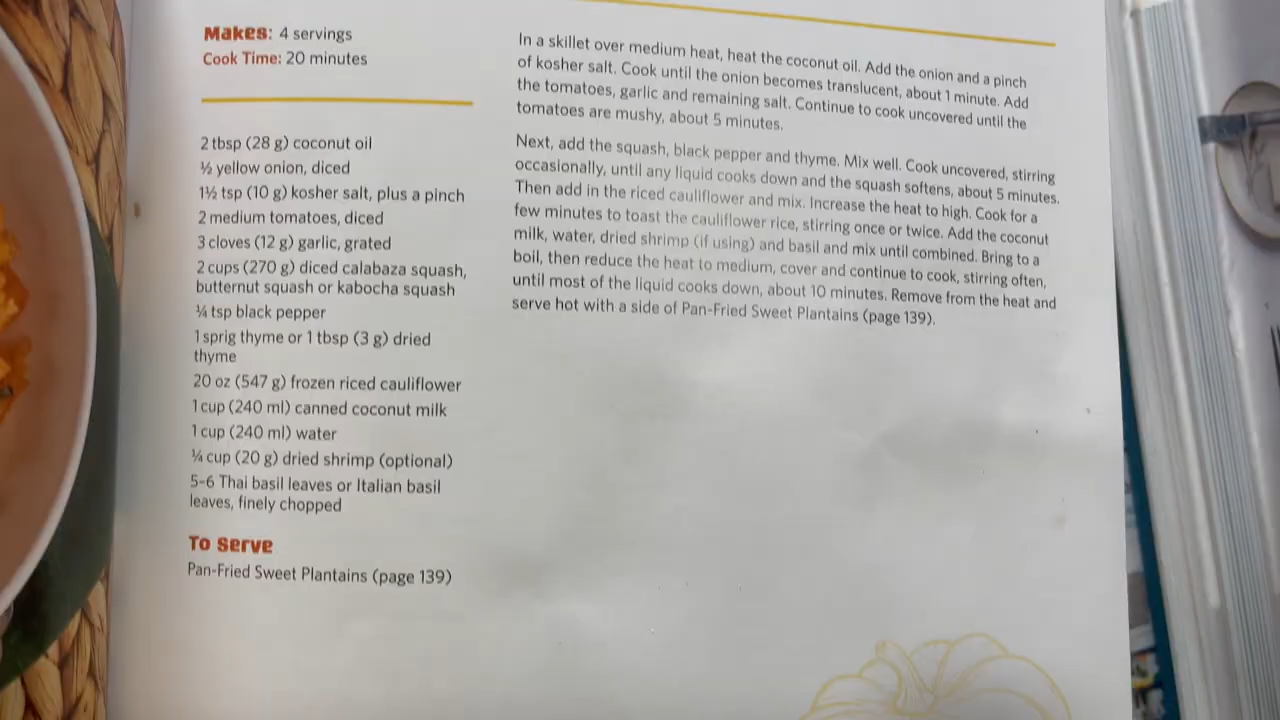 Makes: 4 servings
Cook Time: 20 minutes
2 tbsp (28 g) coconut oil
½ yellow onion, diced
1½ tsp (10 g) kosher salt, plus a pinch
2 medium tomatoes, diced
3 cloves (12 g) garlic, grated
2 cups (270 g) diced calabaza squash,
butternut squash or kabocha squash
¼ tsp black pepper
1 sprig thyme or 1 tbsp (3 g) dried
thyme
20 oz (547 g) frozen riced cauliflower
1 cup (240 ml) canned coconut milk
1 cup (240 ml) water
¼ cup (20 g) dried shrimp (optional)
5-6 Thai basil leaves or Italian basil
leaves, finely chopped
To Serve
Pan-Fried Sweet Plantains (page 139)
In a skillet over medium heat, heat the coconut oil. Add the onion and a pinch
of kosher salt. Cook until the onion becomes translucent, about 1 minute. Add
the tomatoes, garlic and remaining salt. Continue to cook uncovered until the
tomatoes are mushy, about 5 minutes.
Next, add the squash, black pepper and thyme. Mix well. Cook uncovered, stirring
occasionally, until any liquid cooks down and the squash softens, about 5 minutes.
Then add in the riced cauliflower and mix. Increase the heat to high. Cook for a
few minutes to toast the cauliflower rice, stirring once or twice. Add the coconut
milk, water, dried shrimp (if using) and basil and mix until combined. Bring to a
boil, then reduce the heat to medium, cover and continue to cook, stirring often,
until most of the liquid cooks down, about 10 minutes. Remove from the heat and
serve hot with a side of Pan-Fried Sweet Plantains (page 139).